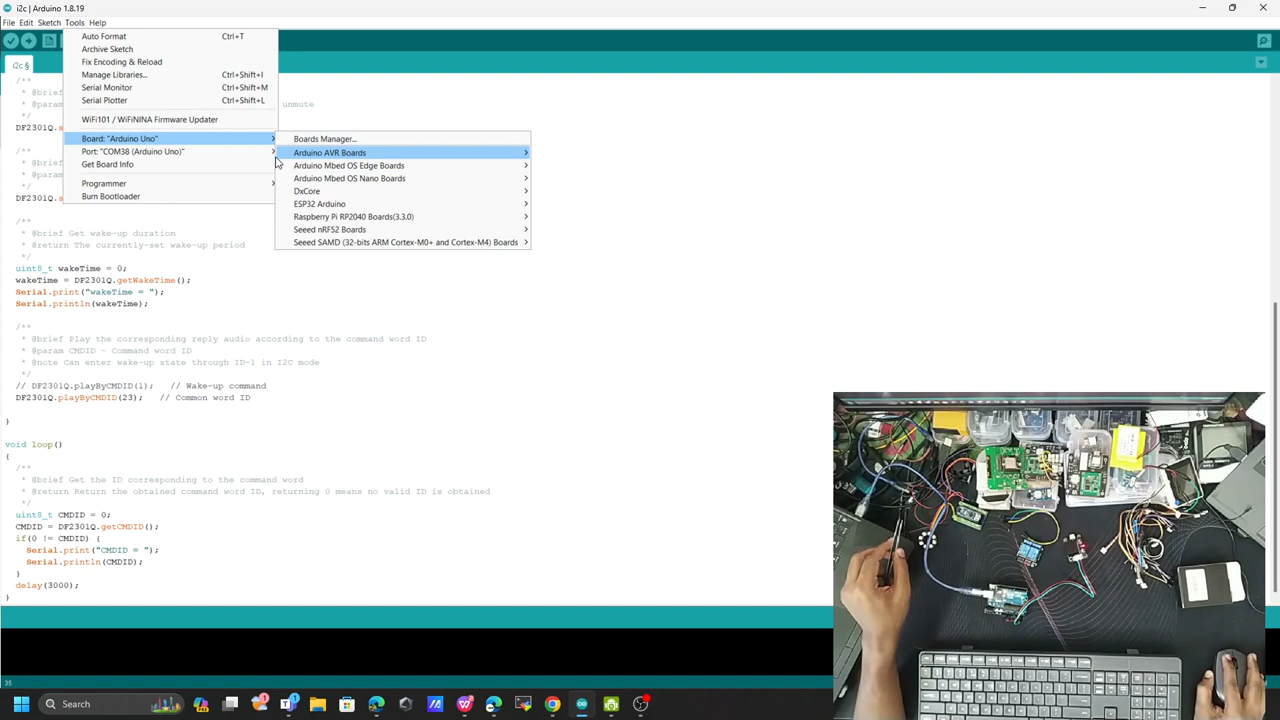 i2c | Arduino 1.8.19
File Edit Sketch Tools Help
i2c §
Auto Format Ctrl+T
Archive Sketch
Fix Encoding & Reload
Manage Libraries... Ctrl+Shift+I
Serial Monitor Ctrl+Shift+M
Serial Plotter Ctrl+Shift+L
WiFi101 / WiFiNINA Firmware Updater
Board: "Arduino Uno"
Port: "COM38 (Arduino Uno)"
Get Board Info
Programmer
Burn Bootloader
Boards Manager...
Arduino AVR Boards
Arduino Mbed OS Edge Boards
Arduino Mbed OS Nano Boards
DxCore
ESP32 Arduino
Raspberry Pi RP2040 Boards(3.3.0)
Seeed nRF52 Boards
Seeed SAMD (32-bits ARM Cortex-M0+ and Cortex-M4) Boards
/**
* @brief
* @param unmute
*/
DF2301Q.s
/**
* @brief
* @param
*/
DF2301Q.s
/**
* @brief Get wake-up duration
* @return The currently-set wake-up period
*/
uint8_t wakeTime = 0;
wakeTime = DF2301Q.getWakeTime();
Serial.print("wakeTime = ");
Serial.println(wakeTime);
/**
* @brief Play the corresponding reply audio according to the command word ID
* @param CMDID - Command word ID
* @note Can enter wake-up state through ID-1 in I2C mode
*/
// DF2301Q.playByCMDID(1); // Wake-up command
DF2301Q.playByCMDID(23); // Common word ID
}
void loop()
{
/**
* @brief Get the ID corresponding to the command word
* @return Return the obtained command word ID, returning 0 means no valid ID is obtained
*/
uint8_t CMDID = 0;
CMDID = DF2301Q.getCMDID();
if(0 != CMDID) {
Serial.print("CMDID = ");
Serial.println(CMDID);
}
delay(3000);
}
35
Search